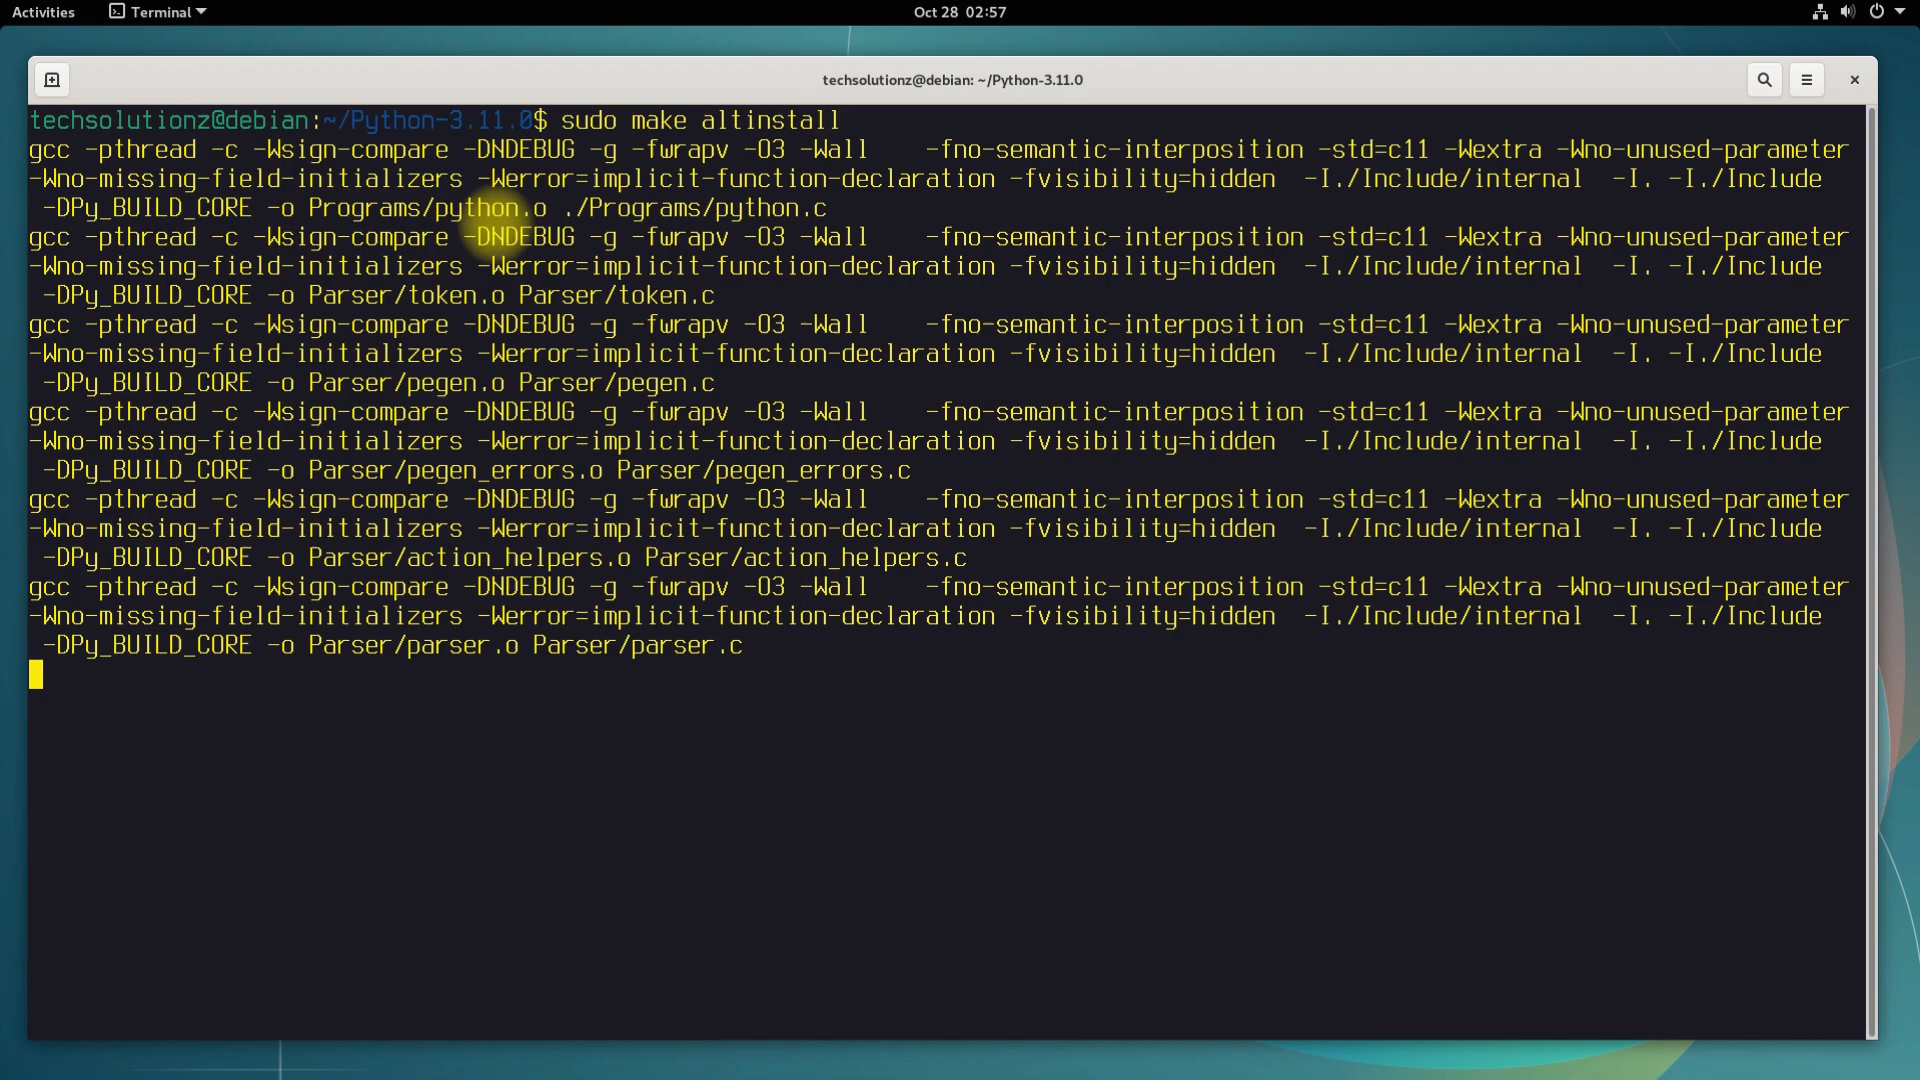 Activities Terminal Oct 28 02:57
techsolutionz@debian: ~/Python-3.11.0
techsolutionz@debian:~/Python-3.11.0$ sudo make altinstall
gcc -pthread -c -Wsign-compare -DNDEBUG -g -fwrapv -O3 -Wall    -fno-semantic-interposition -std=c11 -Wextra -Wno-unused-parameter
-Wno-missing-field-initializers -Werror=implicit-function-declaration -fvisibility=hidden  -I./Include/internal  -I. -I./Include
 -DPy_BUILD_CORE -o Programs/python.o ./Programs/python.c
gcc -pthread -c -Wsign-compare -DNDEBUG -g -fwrapv -O3 -Wall    -fno-semantic-interposition -std=c11 -Wextra -Wno-unused-parameter
-Wno-missing-field-initializers -Werror=implicit-function-declaration -fvisibility=hidden  -I./Include/internal  -I. -I./Include
 -DPy_BUILD_CORE -o Parser/token.o Parser/token.c
gcc -pthread -c -Wsign-compare -DNDEBUG -g -fwrapv -O3 -Wall    -fno-semantic-interposition -std=c11 -Wextra -Wno-unused-parameter
-Wno-missing-field-initializers -Werror=implicit-function-declaration -fvisibility=hidden  -I./Include/internal  -I. -I./Include
 -DPy_BUILD_CORE -o Parser/pegen.o Parser/pegen.c
gcc -pthread -c -Wsign-compare -DNDEBUG -g -fwrapv -O3 -Wall    -fno-semantic-interposition -std=c11 -Wextra -Wno-unused-parameter
-Wno-missing-field-initializers -Werror=implicit-function-declaration -fvisibility=hidden  -I./Include/internal  -I. -I./Include
 -DPy_BUILD_CORE -o Parser/pegen_errors.o Parser/pegen_errors.c
gcc -pthread -c -Wsign-compare -DNDEBUG -g -fwrapv -O3 -Wall    -fno-semantic-interposition -std=c11 -Wextra -Wno-unused-parameter
-Wno-missing-field-initializers -Werror=implicit-function-declaration -fvisibility=hidden  -I./Include/internal  -I. -I./Include
 -DPy_BUILD_CORE -o Parser/action_helpers.o Parser/action_helpers.c
gcc -pthread -c -Wsign-compare -DNDEBUG -g -fwrapv -O3 -Wall    -fno-semantic-interposition -std=c11 -Wextra -Wno-unused-parameter
-Wno-missing-field-initializers -Werror=implicit-function-declaration -fvisibility=hidden  -I./Include/internal  -I. -I./Include
 -DPy_BUILD_CORE -o Parser/parser.o Parser/parser.c